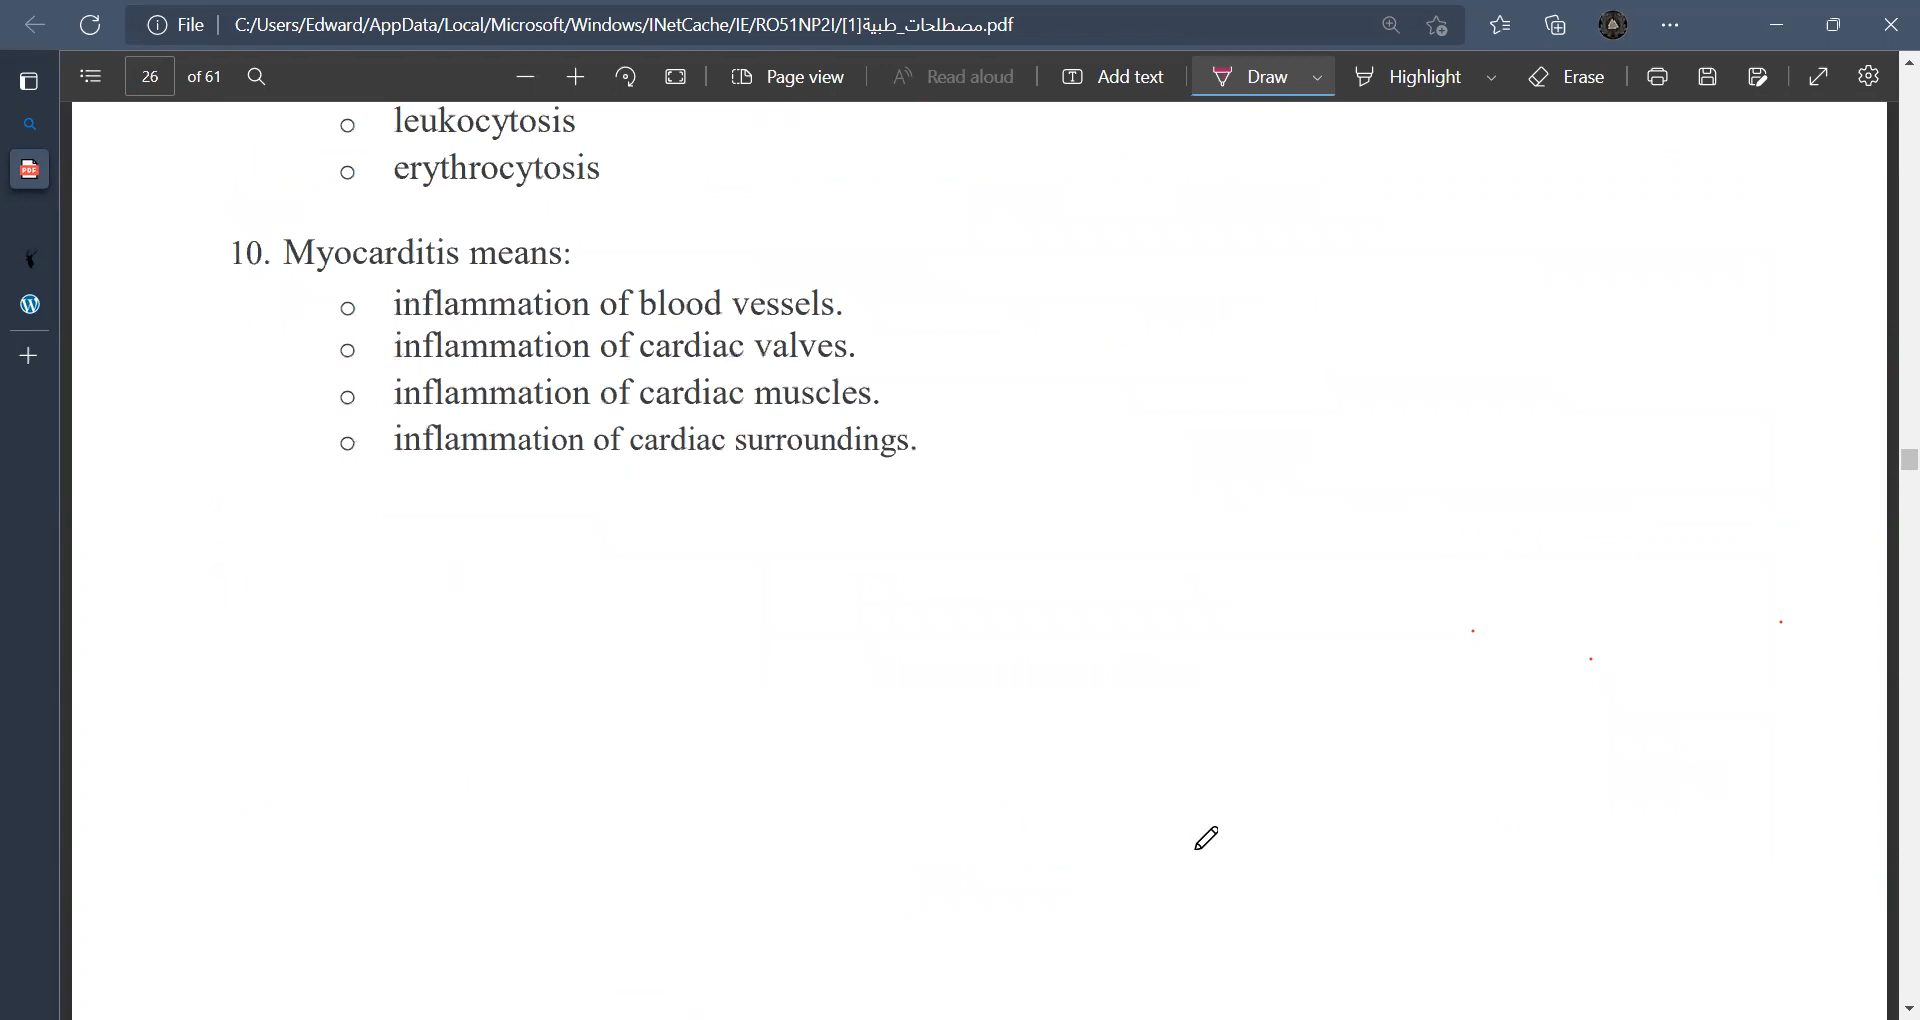 File
C:/Users/Edward/AppData/Local/Microsoft/Windows/INetCache/IE/RO51NP2I/[1]مصطلحات_طبية.pdf
26 of 61
Page view
Read aloud
Add text
Draw
Highlight
Erase
PDF
leukocytosis
erythrocytosis
10. Myocarditis means:
inflammation of blood vessels.
inflammation of cardiac valves.
inflammation of cardiac muscles.
inflammation of cardiac surroundings.